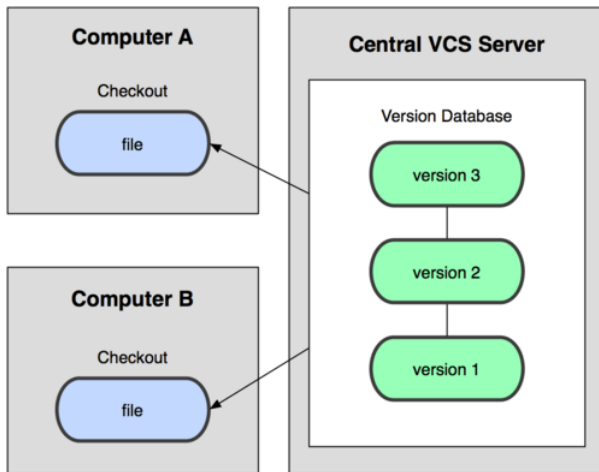 Computer A
Checkout
file
Computer B
Checkout
file
Central VCS Server
Version Database
version 3
version 2
version 1